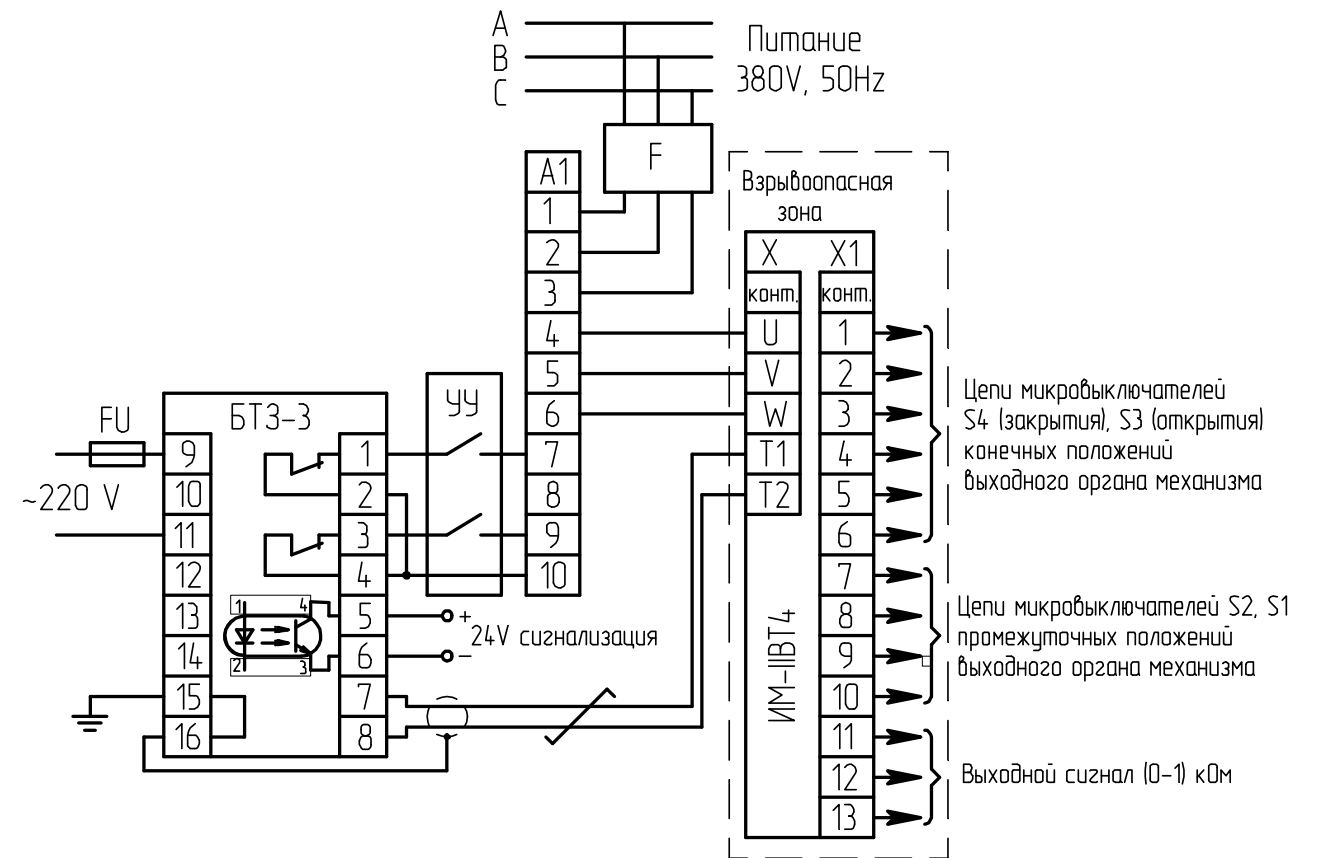 A
B
C
Питание
380V, 50Hz
F
A1
1
2
3
4
5
6
7
8
9
10
Взрывоопасная
зона
X
X1
конт.
конт.
U
V
W
T1
T2
1
2
3
4
5
6
7
8
9
10
11
12
13
ИМ-IIВТ4
Цепи микровыключателей
S4 (закрытия), S3 (открытия)
конечных положений
выходного органа механизма
Цепи микровыключателей S2, S1
промежуточных положений
выходного органа механизма
Выходной сигнал (0-1) кОм
УУ
FU
~220 V
БТЗ-3
9
10
11
12
13
14
15
16
1
2
3
4
5
6
7
8
1
4
2
3
+
24V сигнализация
-